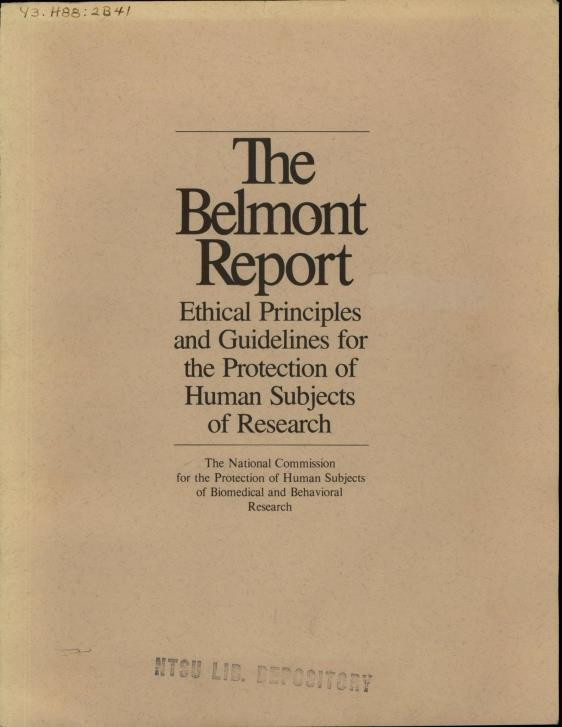 Y3.H88:2B41
The
Belmont
Report
Ethical Principles
and Guidelines for
the Protection of
Human Subjects
of Research
The National Commission
for the Protection of Human Subjects
of Biomedical and Behavioral
Research
NTSU LIB. DEPOSITORY